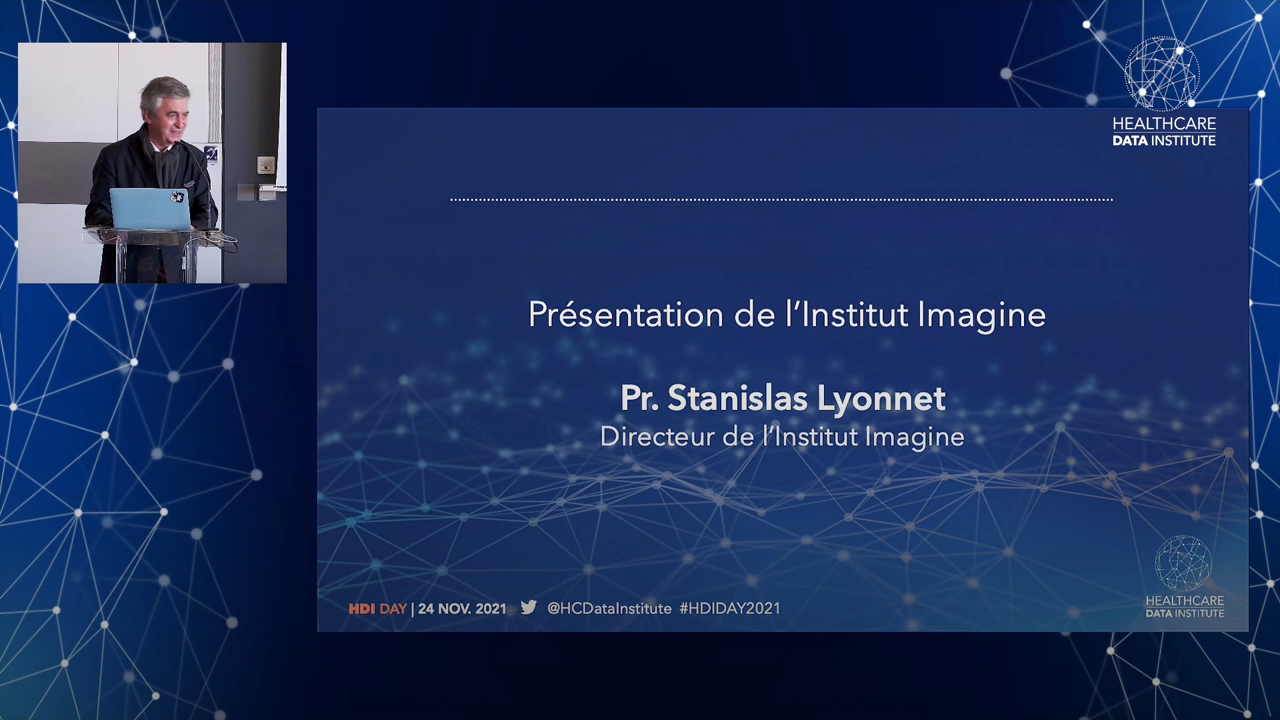 HEALTHCARE
DATA INSTITUTE
Présentation de l'Institut Imagine
Pr. Stanislas Lyonnet
Directeur de l'Institut Imagine
HDI DAY | 24 NOV. 2021 @HCDataInstitute #HDIDAY2021
HEALTHCARE
DATA INSTITUTE